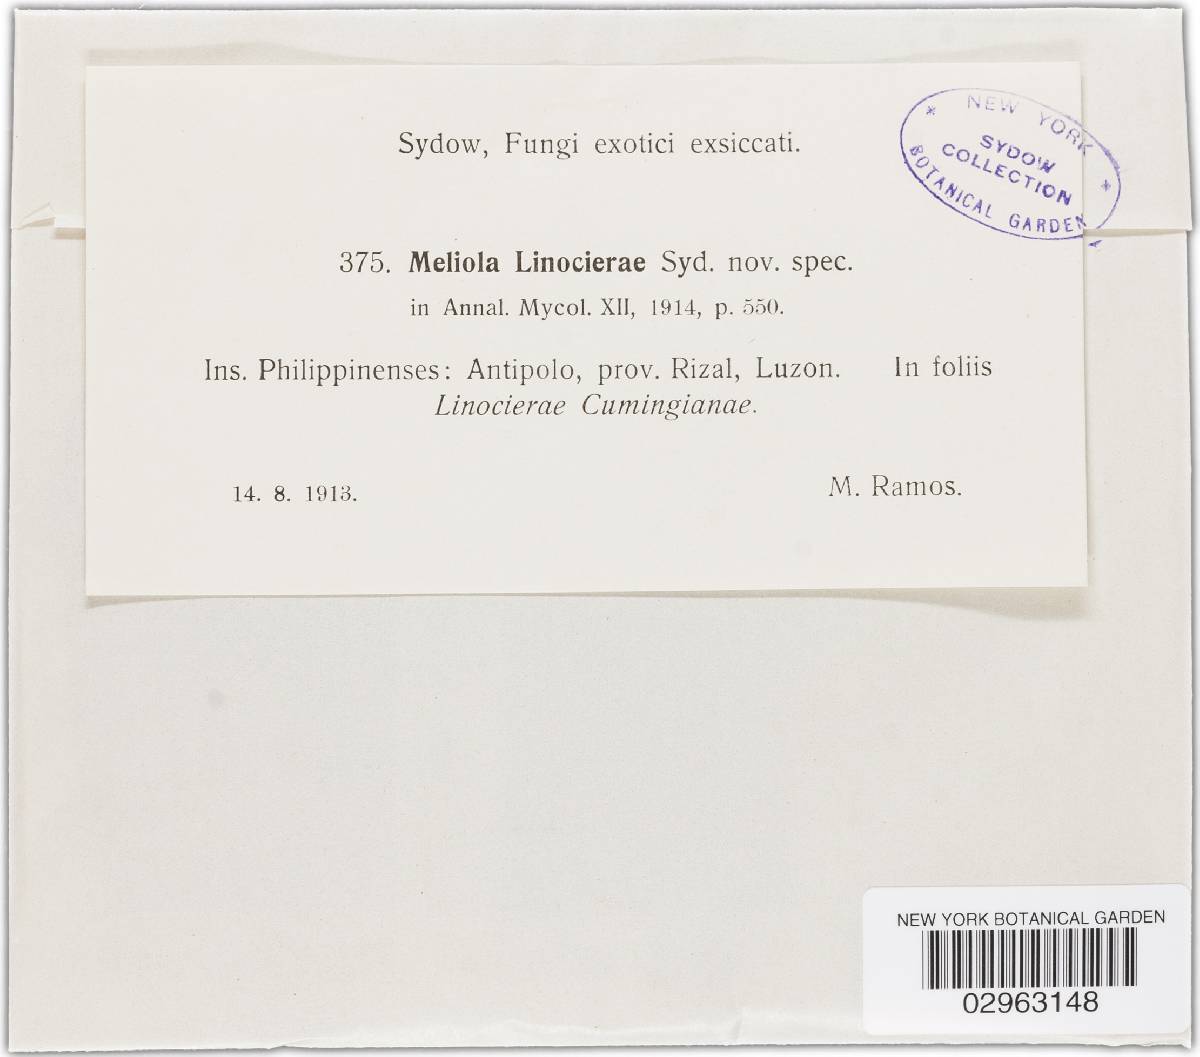 Sydow, Fungi exotici exsiccati.
* NEW YORK *
SYDOW
COLLECTION
BOTANICAL GARDEN
375. Meliola Linocierae Syd. nov. spec.
in Annal. Mycol. XII, 1914, p. 550.
Ins. Philippinenses: Antipolo, prov. Rizal, Luzon. In foliis
Linocierae Cumingianae.
14. 8. 1913.
M. Ramos.
NEW YORK BOTANICAL GARDEN
02963148